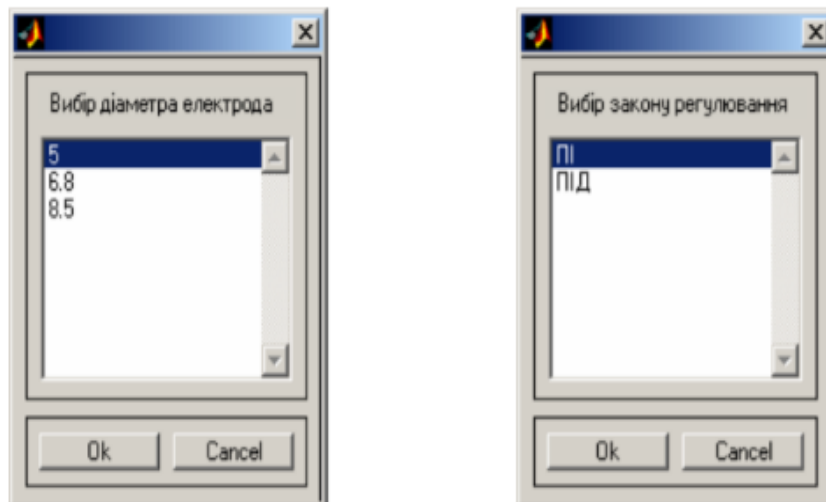 Вибір діаметра електрода
5
6.8
8.5
Ok
Cancel
Вибір закону регулювання
ПІ
ПІД
Ok
Cancel